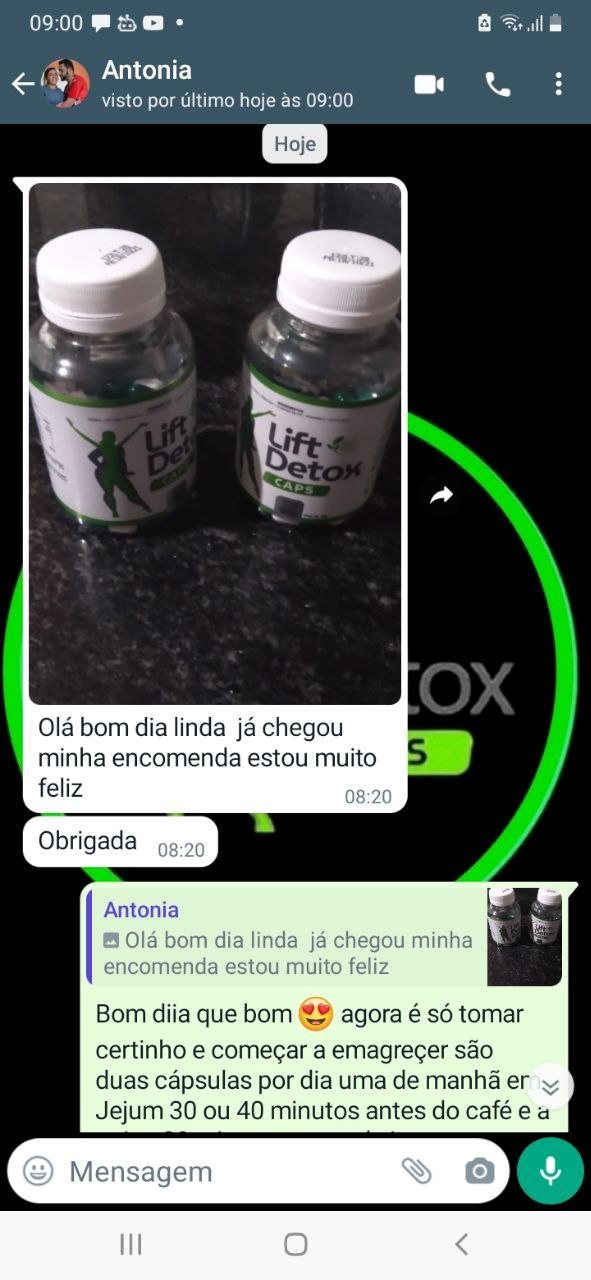 09:00
Antonia
visto por último hoje às 09:00
Hoje
Lift
Det
CAPS
Lift
Detox
CAPS
tox
s
Olá bom dia linda já chegou
minha encomenda estou muito
feliz
08:20
Obrigada
08:20
Antonia
Olá bom dia linda já chegou minha
encomenda estou muito feliz
Bom diia que bom 😍 agora é só tomar
certinho e começar a emagreçer são
duas cápsulas por dia uma de manhã em
Jejum 30 ou 40 minutos antes do café e a
Mensagem